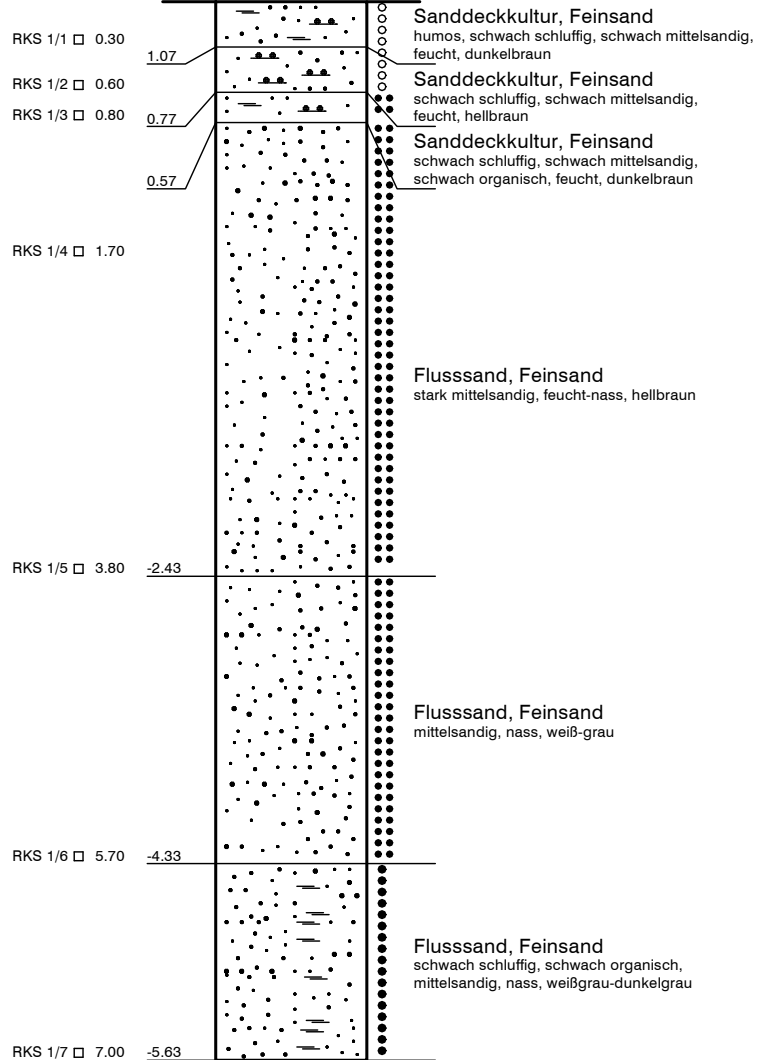 Sanddeckkultur, Feinsand
humos, schwach schluffig, schwach mittelsandig,
feucht, dunkelbraun
RKS 1/1 0.30
1.07
Sanddeckkultur, Feinsand
schwach schluffig, schwach mittelsandig,
feucht, hellbraun
RKS 1/2 0.60
0.77
Sanddeckkultur, Feinsand
schwach schluffig, schwach mittelsandig,
schwach organisch, feucht, dunkelbraun
RKS 1/3 0.80
0.57
RKS 1/4 1.70
Flusssand, Feinsand
stark mittelsandig, feucht-nass, hellbraun
RKS 1/5 3.80 -2.43
Flusssand, Feinsand
mittelsandig, nass, weiß-grau
RKS 1/6 5.70 -4.33
Flusssand, Feinsand
schwach schluffig, schwach organisch,
mittelsandig, nass, weißgrau-dunkelgrau
RKS 1/7 7.00 -5.63